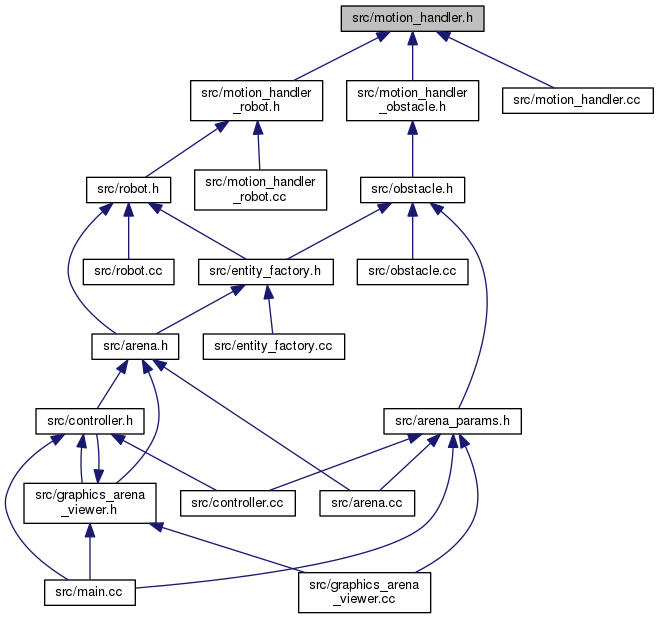 src/motion_handler.h
src/motion_handler
_robot.h
src/motion_handler
_obstacle.h
src/motion_handler.cc
src/robot.h
src/motion_handler
_robot.cc
src/obstacle.h
src/robot.cc
src/entity_factory.h
src/obstacle.cc
src/arena.h
src/entity_factory.cc
src/controller.h
src/arena_params.h
src/graphics_arena
_viewer.h
src/controller.cc
src/arena.cc
src/main.cc
src/graphics_arena
_viewer.cc